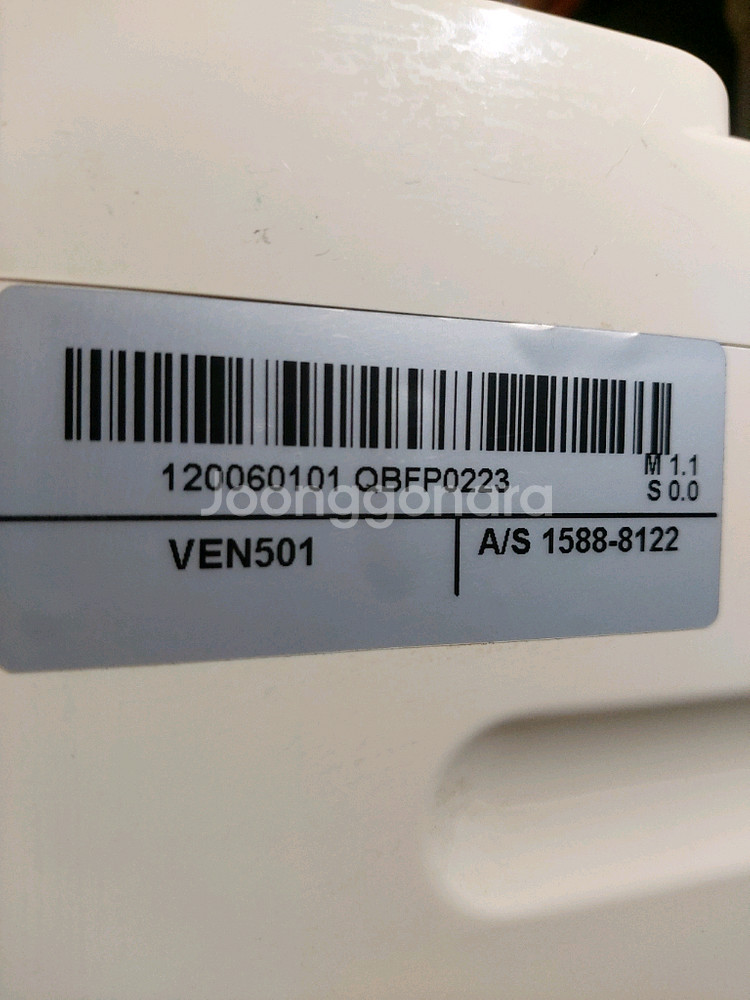 120060101 QBFP0223
M 1.1
S 0.0
Joonggonara
VEN501
A/S 1588-8122